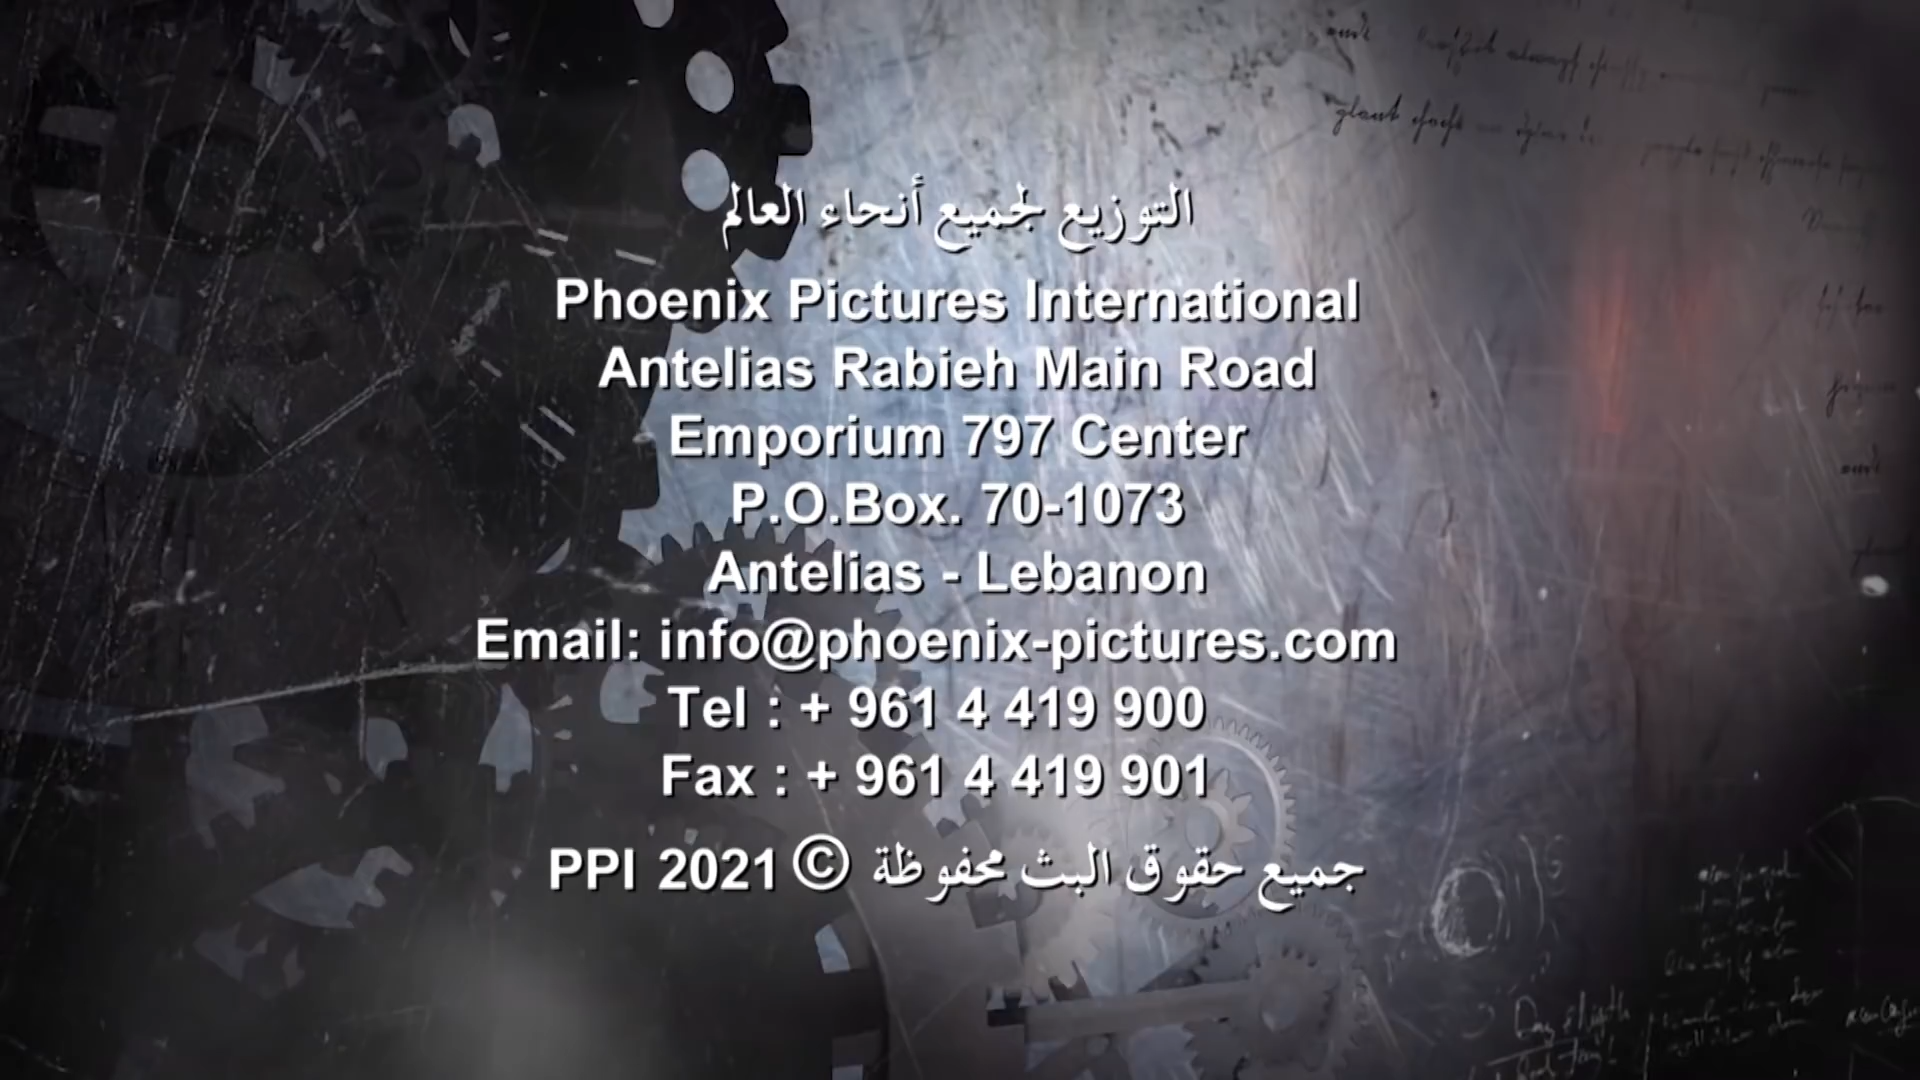 التوزيع لجميع أنحاء العالم
Phoenix Pictures International
Antelias Rabieh Main Road
Emporium 797 Center
P.O.Box. 70-1073
Antelias - Lebanon
Email: info@phoenix-pictures.com
Tel : + 961 4 419 900
Fax : + 961 4 419 901
جميع حقوق البث محفوظة © PPI 2021